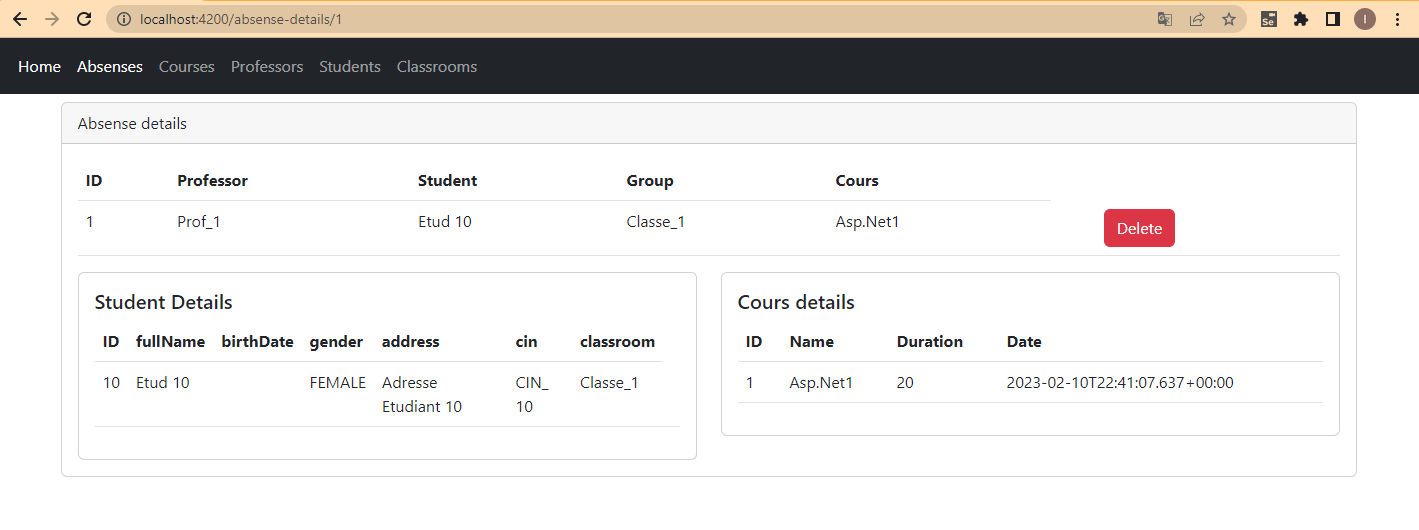 localhost:4200/absense-details/1
Se
I
Home Absenses Courses Professors Students Classrooms
Absense details
ID Professor Student Group Cours
1 Prof_1 Etud 10 Classe_1 Asp.Net1 Delete
Student Details
ID fullName birthDate gender address cin classroom
10 Etud 10 FEMALE Adresse CIN_ Classe_1
Etudiant 10 10
Cours details
ID Name Duration Date
1 Asp.Net1 20 2023-02-10T22:41:07.637+00:00